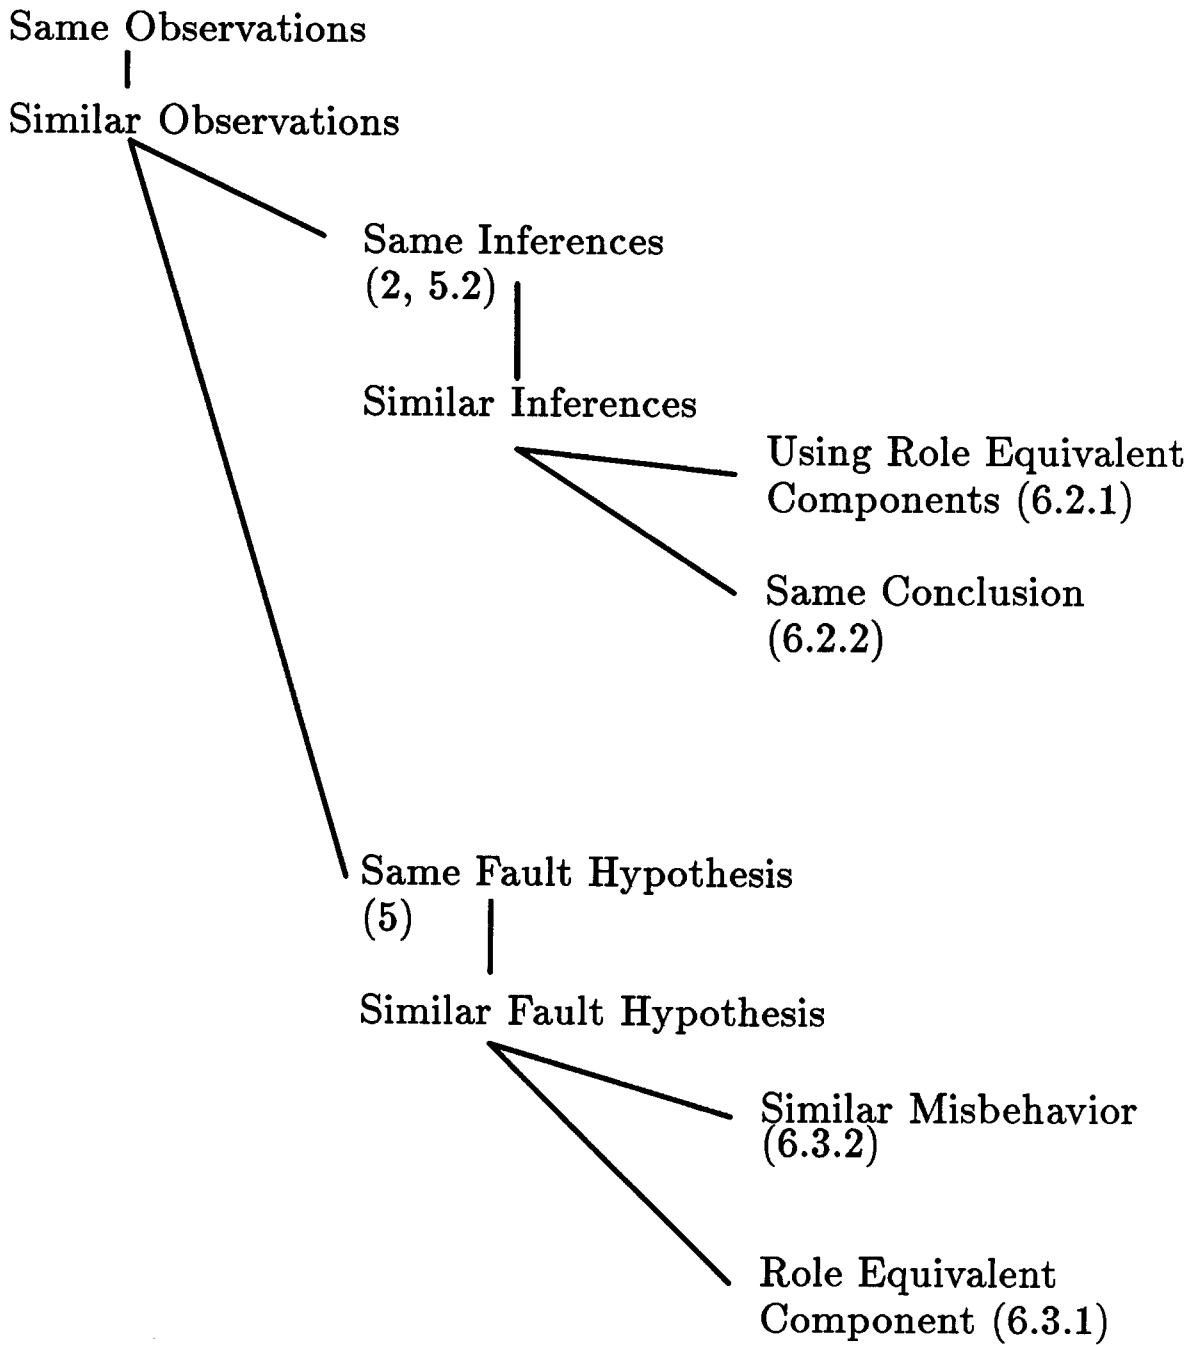 Same Observations
Similar Observations
Same Inferences
(2, 5.2)
Similar Inferences
Using Role Equivalent
Components (6.2.1)
Same Conclusion
(6.2.2)
Same Fault Hypothesis
(5)
Similar Fault Hypothesis
Similar Misbehavior
(6.3.2)
Role Equivalent
Component (6.3.1)